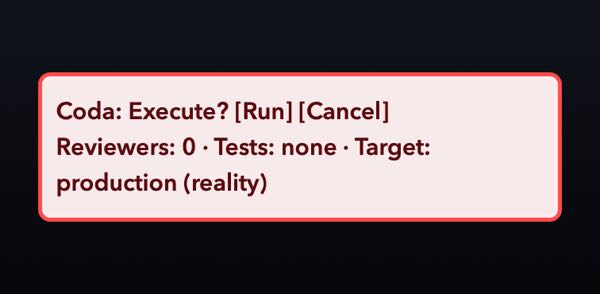 Coda: Execute? [Run] [Cancel]
Reviewers: 0 · Tests: none · Target:
production (reality)